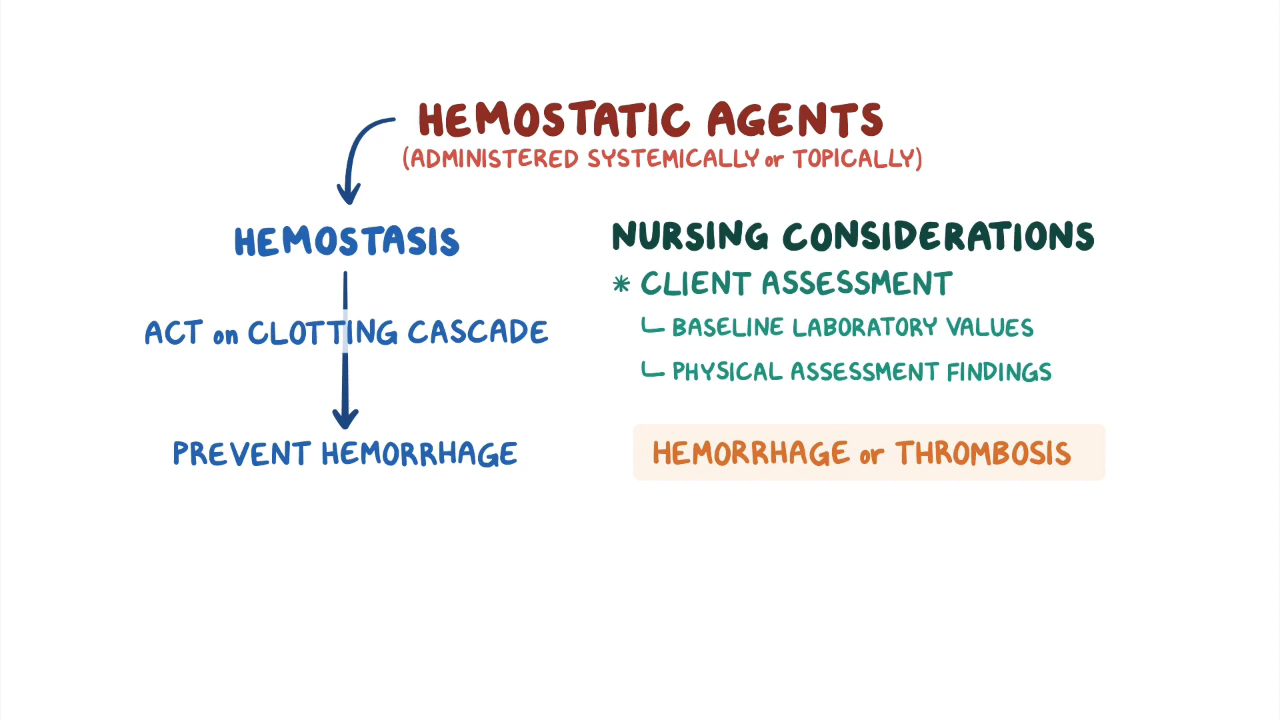 HEMOSTATIC AGENTS
(ADMINISTERED SYSTEMICALLY or TOPICALLY)
HEMOSTASIS
ACT on CLOTTING CASCADE
PREVENT HEMORRHAGE
NURSING CONSIDERATIONS
* CLIENT ASSESSMENT
BASELINE LABORATORY VALUES
PHYSICAL ASSESSMENT FINDINGS
HEMORRHAGE or THROMBOSIS